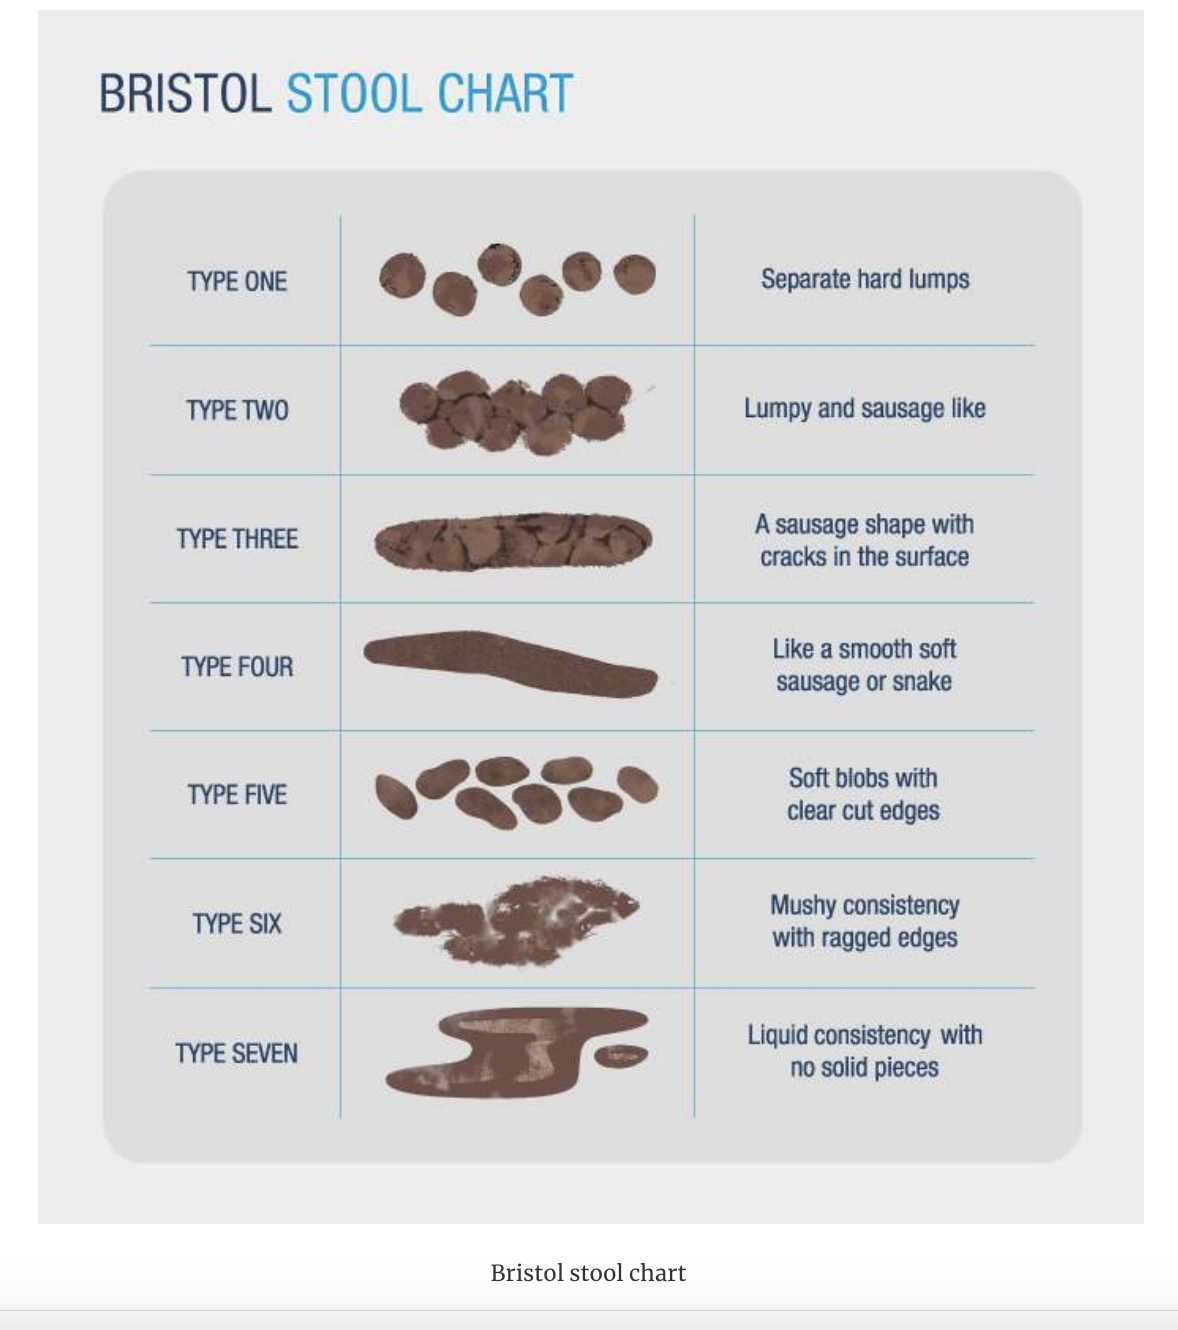 BRISTOL STOOL CHART
TYPE ONE
Separate hard lumps
TYPE TWO
Lumpy and sausage like
TYPE THREE
A sausage shape with
cracks in the surface
TYPE FOUR
Like a smooth soft
sausage or snake
TYPE FIVE
Soft blobs with
clear cut edges
TYPE SIX
Mushy consistency
with ragged edges
TYPE SEVEN
Liquid consistency with
no solid pieces
Bristol stool chart